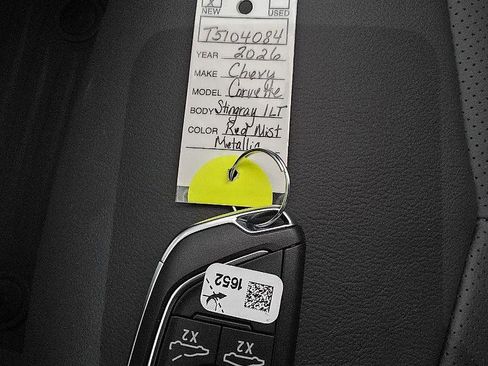 X
NEW USED
T5104084
YEAR 2026
MAKE Chevy
MODEL Corvette
BODY Stingray 1LT
COLOR Red Mist
Metallic
1652
X2 X2